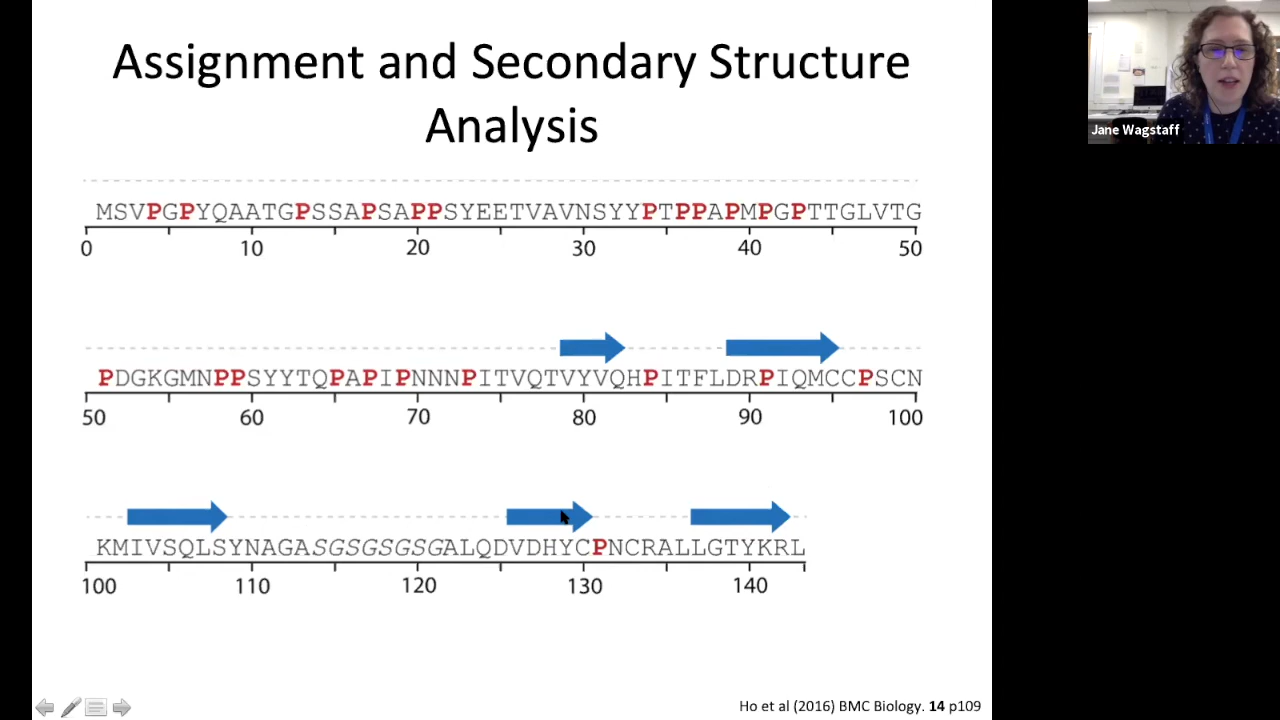 Assignment and Secondary Structure
Analysis
Jane Wagstaff
MSVPGPYQAATGPSSAPSAPPSYEETVAVNSYYPTPPAPMPGPTTGLVTG
0 10 20 30 40 50
PDGKGMNPPSYYTQPAPIPNNNPITVQTVYVQHPITFLDRPIQMCCPSCN
50 60 70 80 90 100
KMIVSQLSYNAGASGSGSGSGALQDVDHYCPNCRALLGTYKRL
100 110 120 130 140
Ho et al (2016) BMC Biology. 14 p109